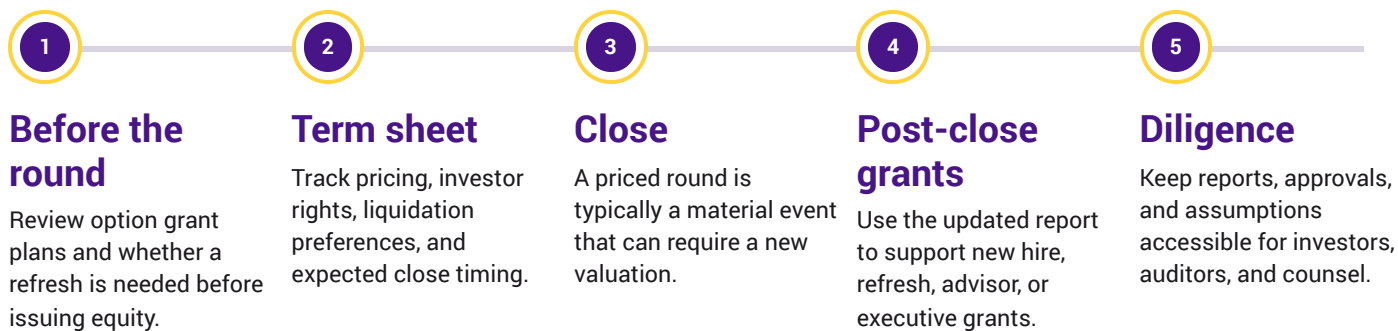 1
Before the
round
Review option grant
plans and whether a
refresh is needed before
issuing equity.
2
Term sheet
Track pricing, investor
rights, liquidation
preferences, and
expected close timing.
3
Close
A priced round is
typically a material event
that can require a new
valuation.
4
Post-close
grants
Use the updated report
to support new hire,
refresh, advisor, or
executive grants.
5
Diligence
Keep reports, approvals,
and assumptions
accessible for investors,
auditors, and counsel.